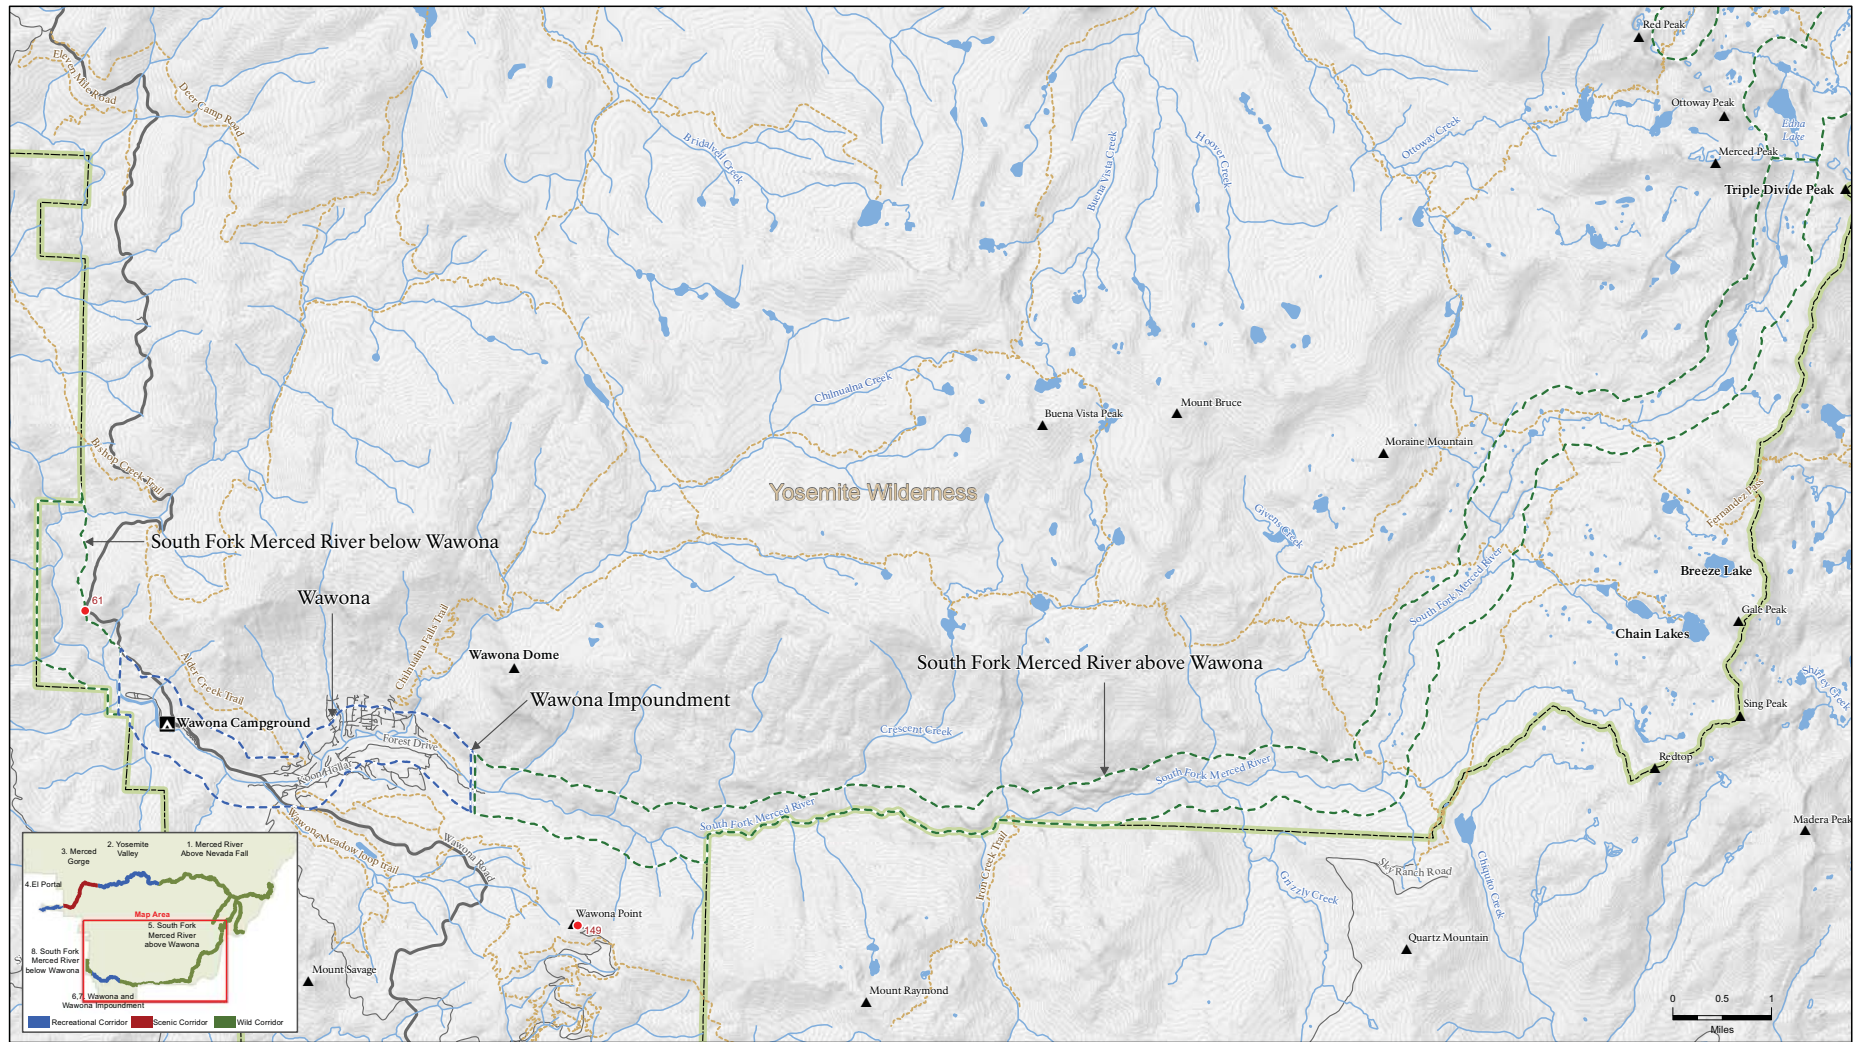 Red Peak
Eleven Mile Road
Deer Camp Road
Ottoway Peak
Edna
Lake
Bridalveil Creek
Buena Vista Creek
Hoover Creek
Ottoway Creek
Merced Peak
Triple Divide Peak
Chilnualna Creek
Buena Vista Peak
Mount Bruce
Moraine Mountain
Bishop Creek Trail
Yosemite Wilderness
Givens Creek
Fernandez Pass
South Fork Merced River below Wawona
South Fork Merced River
Breeze Lake
61
Wawona
Gale Peak
Chain Lakes
Chilnualna Falls Trail
Wawona Dome
South Fork Merced River above Wawona
Alder Creek Trail
Wawona Impoundment
Shirley Creek
Sing Peak
Wawona Campground
Crescent Creek
Forest Drive
Koon Hollar
South Fork Merced River
Redtop
South Fork Merced River
Wawona Meadow loop trail
Wawona Road
Iron Creek Trail
Madera Peak
Sky Ranch Road
Grizzly Creek
Chiquito Creek
Wawona Point
149
Quartz Mountain
Mount Savage
Mount Raymond
0 0.5 1
Miles
3. Merced
Gorge
2. Yosemite
Valley
1. Merced River
Above Nevada Fall
4.El Portal
Map Area
5. South Fork
Merced River
above Wawona
8. South Fork
Merced River
below Wawona
6,7. Wawona and
Wawona Impoundment
Recreational Corridor
Scenic Corridor
Wild Corridor